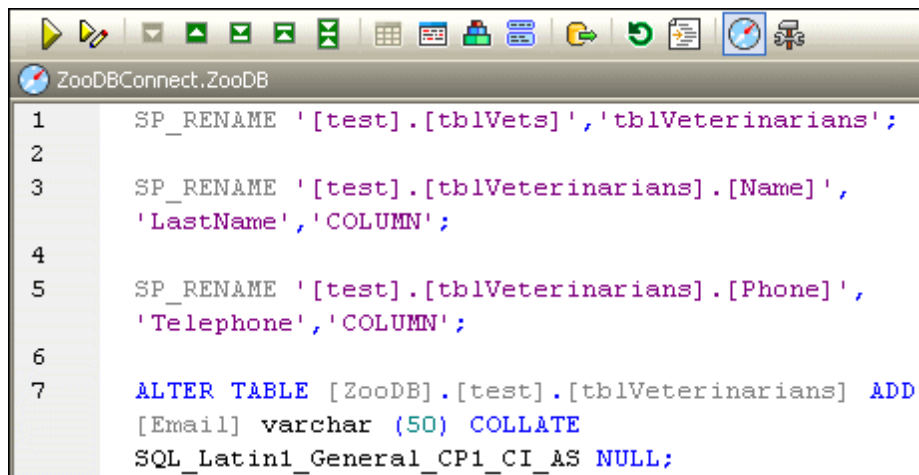 ZooDBConnect.ZooDB
1 SP_RENAME '[test].[tblVets]','tblVeterinarians';
2
3 SP_RENAME '[test].[tblVeterinarians].[Name]',
'LastName','COLUMN';
4
5 SP_RENAME '[test].[tblVeterinarians].[Phone]',
'Telephone','COLUMN';
6
7 ALTER TABLE [ZooDB].[test].[tblVeterinarians] ADD
[Email] varchar (50) COLLATE
SQL_Latin1_General_CP1_CI_AS NULL;